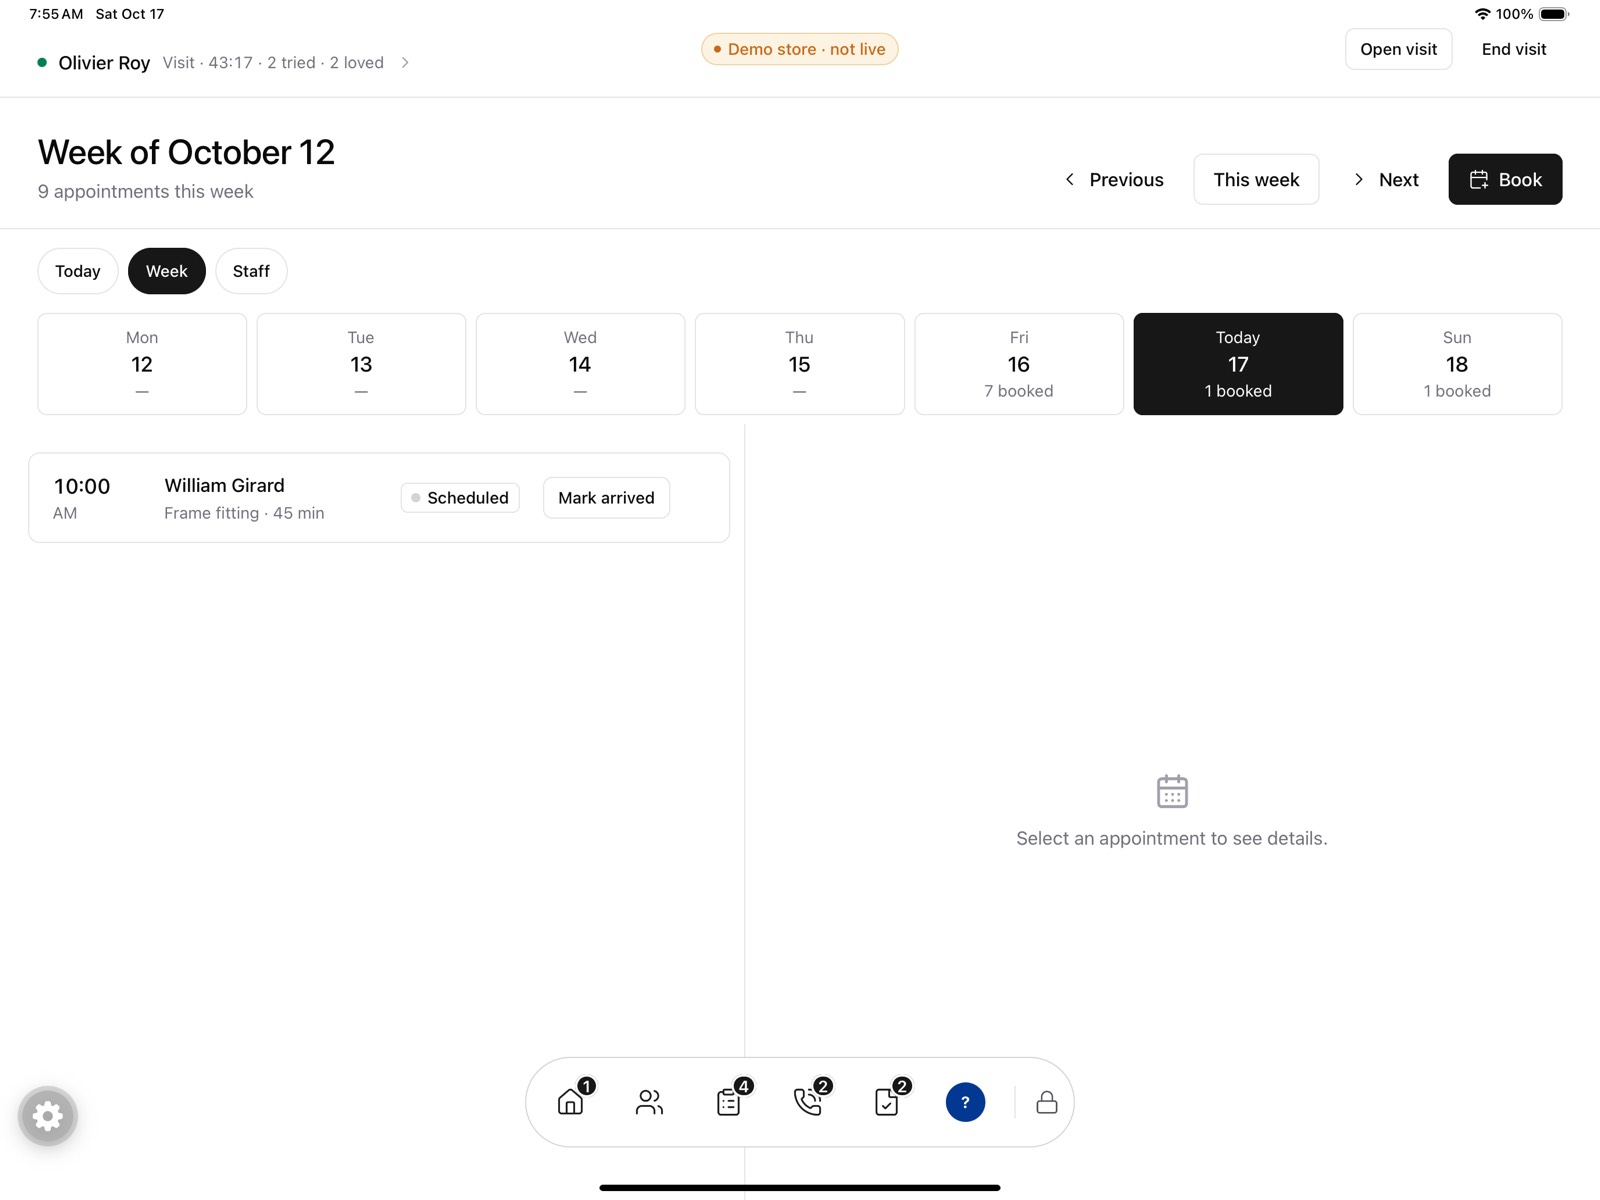 7:55 AM Sat Oct 17
100%
Olivier Roy Visit · 43:17 · 2 tried · 2 loved
Demo store · not live
Open visit
End visit
Week of October 12
9 appointments this week
Previous
This week
Next
Book
Today
Week
Staff
Mon
12
—
Tue
13
—
Wed
14
—
Thu
15
—
Fri
16
7 booked
Today
17
1 booked
Sun
18
1 booked
10:00
AM
William Girard
Frame fitting · 45 min
Scheduled
Mark arrived
Select an appointment to see details.
1
4
2
2
?